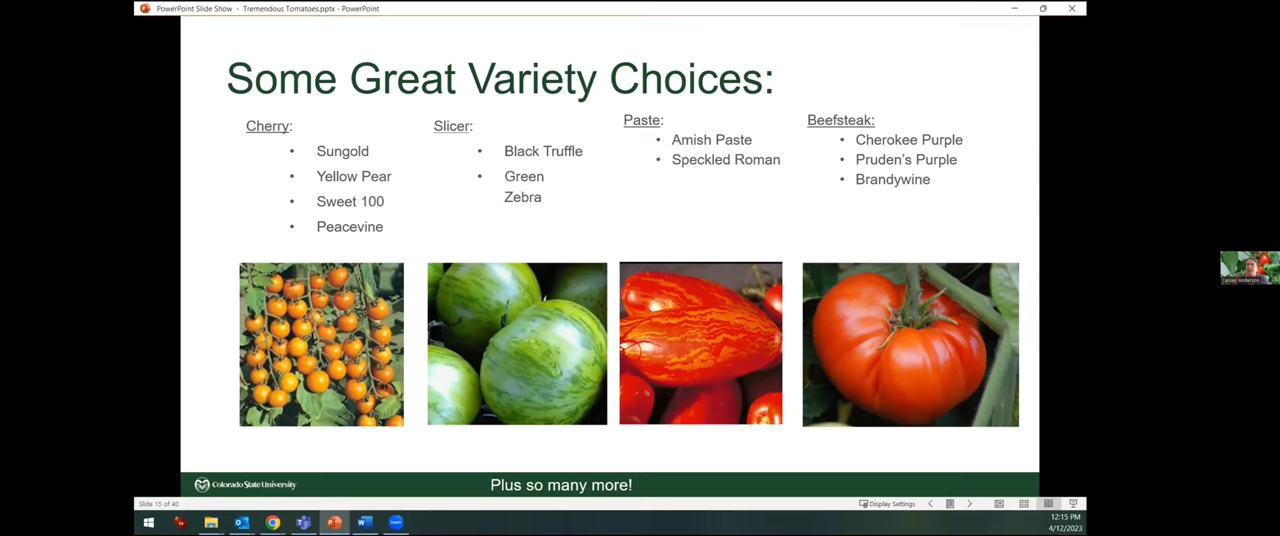 PowerPoint Slide Show - Tremendous Tomatoes.pptx - PowerPoint
Some Great Variety Choices:
Cherry:
• Sungold
• Yellow Pear
• Sweet 100
• Peacevine
Slicer:
• Black Truffle
• Green
Zebra
Paste:
• Amish Paste
• Speckled Roman
Beefsteak:
• Cherokee Purple
• Pruden's Purple
• Brandywine
Colorado State University
Plus so many more!
Cassey Anderson
Slide 15 of 40
Display Settings
12:15 PM
4/12/2023